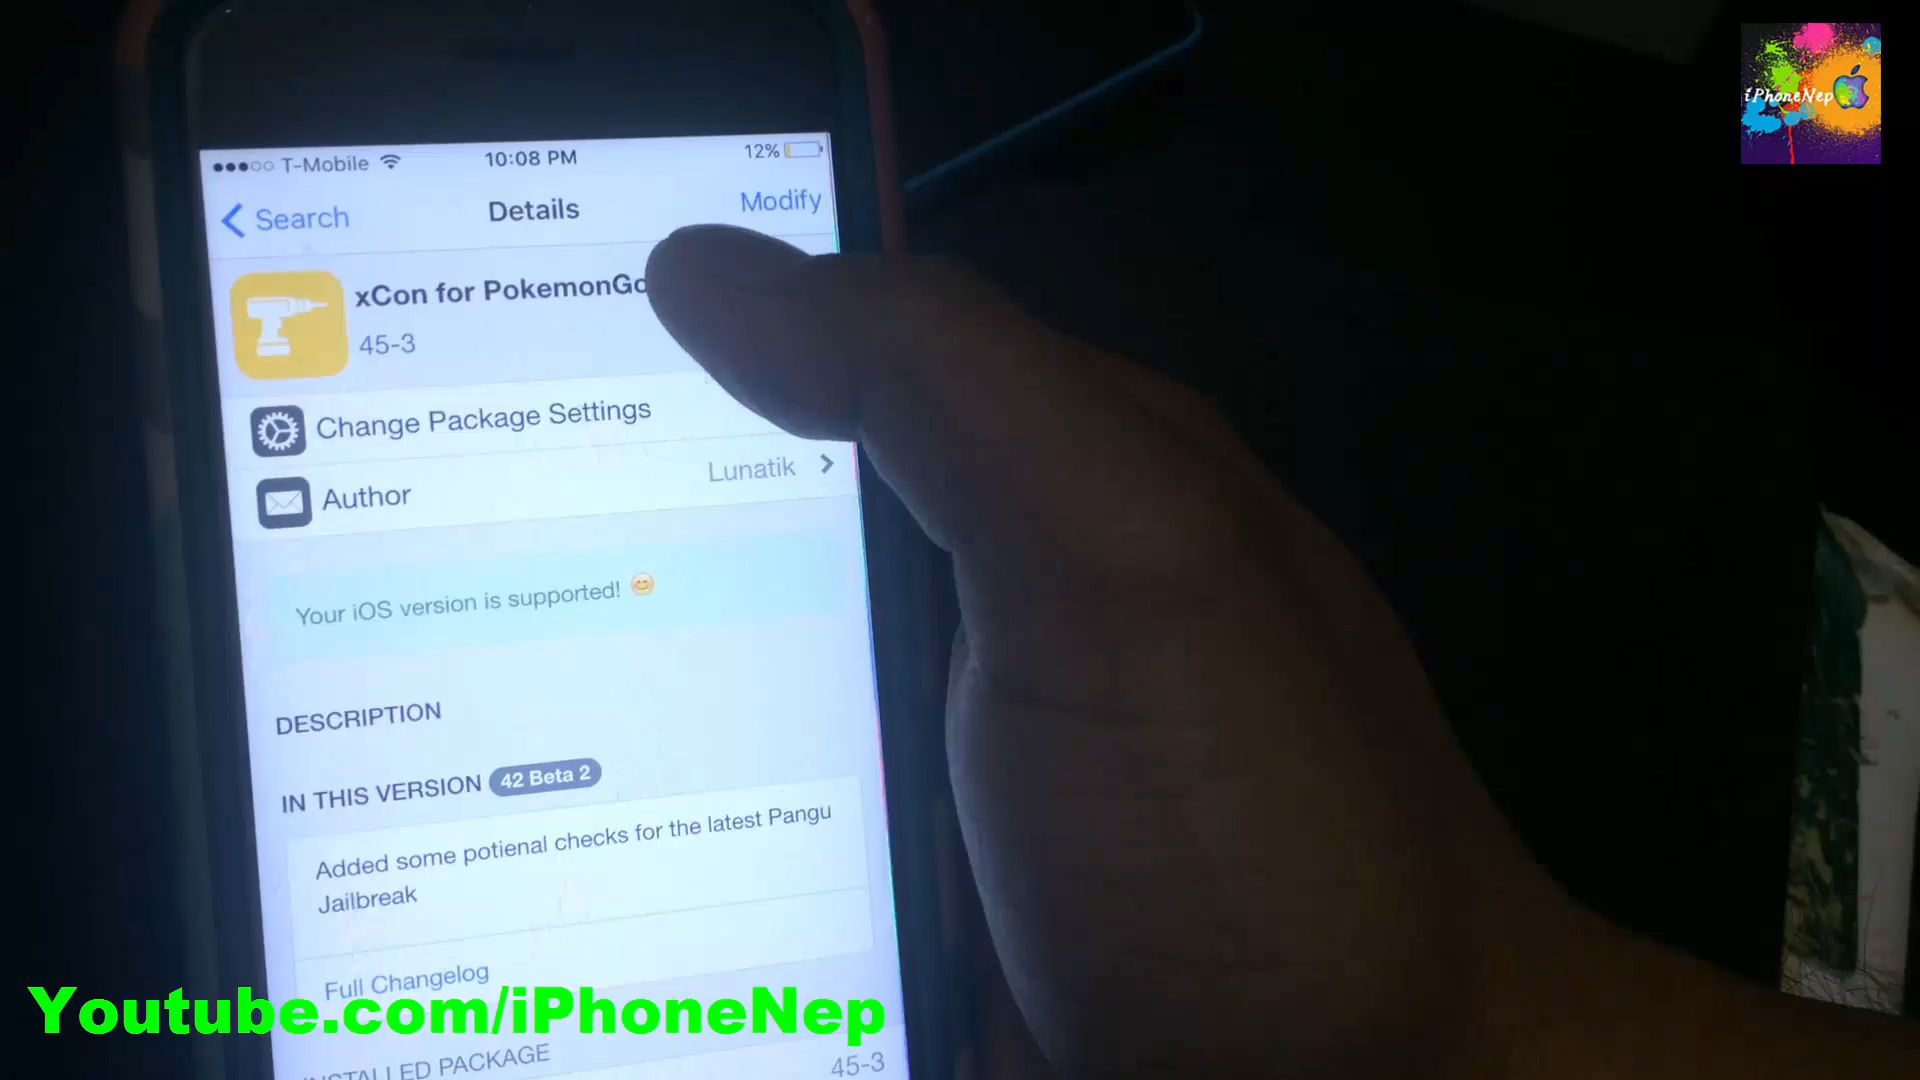 iPhoneNep
T-Mobile 10:08 PM 12%
Search Details Modify
xCon for PokemonGo
45-3
Change Package Settings
Author Lunatik
Your iOS version is supported! 😊
DESCRIPTION
IN THIS VERSION 42 Beta 2
Added some potienal checks for the latest Pangu
Jailbreak
Full Changelog
Youtube.com/iPhoneNep
INSTALLED PACKAGE 45-3